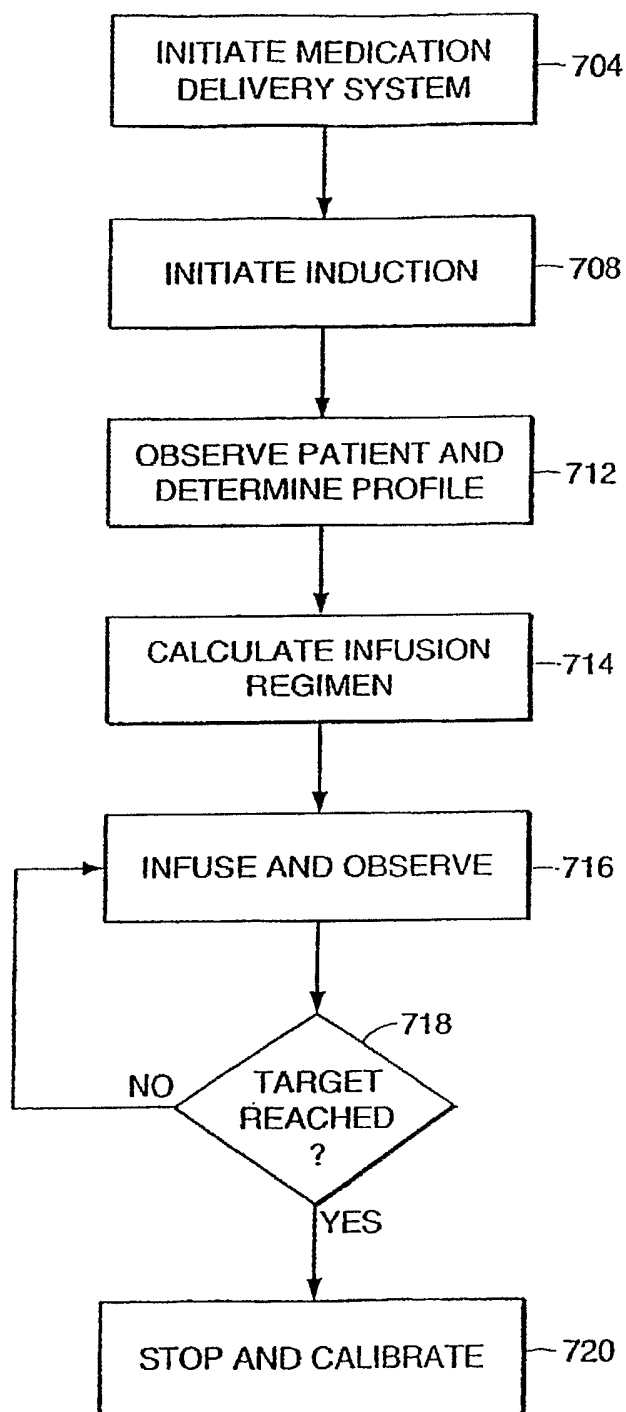 INITIATE MEDICATION
DELIVERY SYSTEM
704
INITIATE INDUCTION
708
OBSERVE PATIENT AND
DETERMINE PROFILE
712
CALCULATE INFUSION
REGIMEN
714
INFUSE AND OBSERVE
716
718
TARGET
REACHED
?
NO
YES
STOP AND CALIBRATE
720